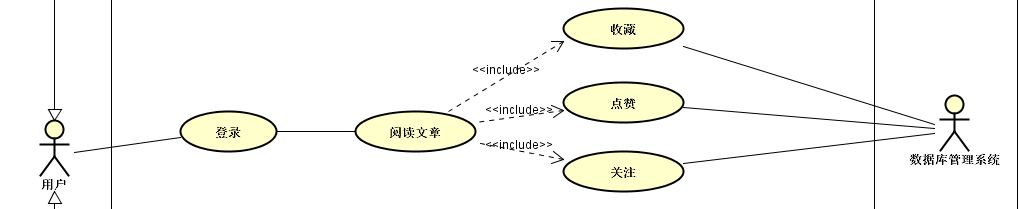 收藏
<<include>>
<<include>>
点赞
登录
阅读文章
<<include>>
关注
用户
数据库管理系统